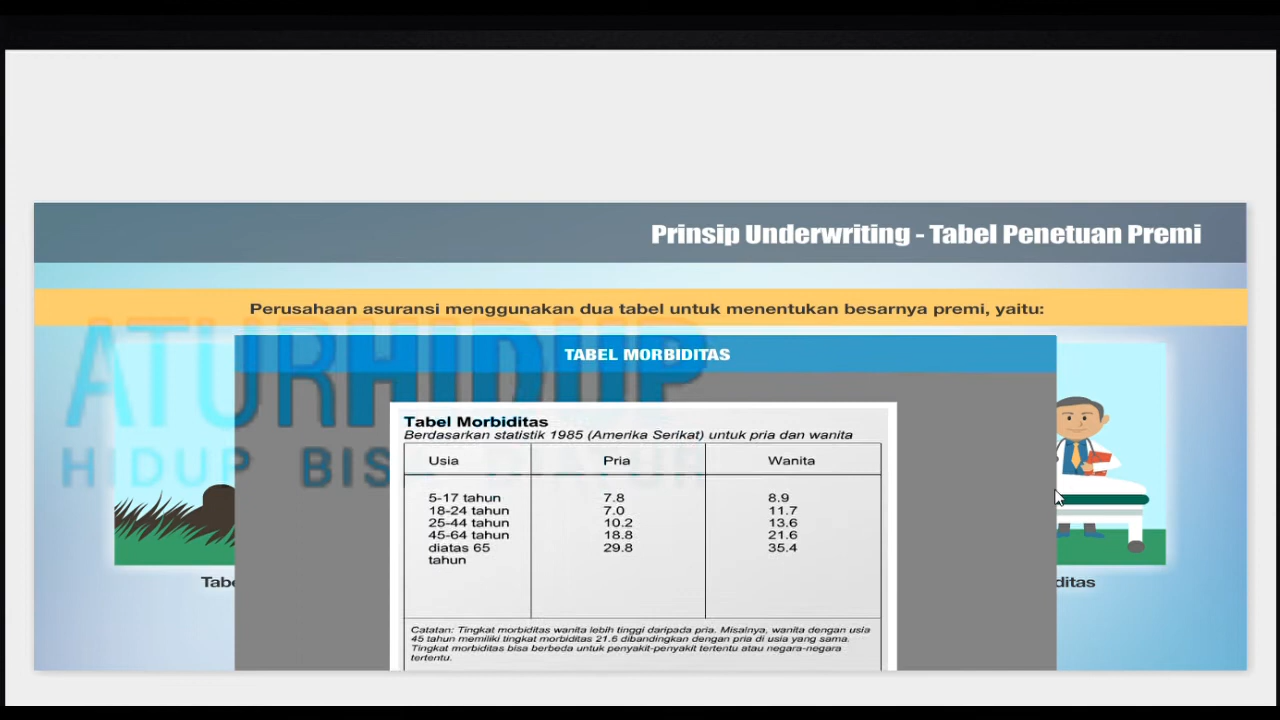 Prinsip Underwriting - Tabel Penetuan Premi
Perusahaan asuransi menggunakan dua tabel untuk menentukan besarnya premi, yaitu:
ATURHIDUP
TABEL MORBIDITAS
Tabel Morbiditas
Berdasarkan statistik 1985 (Amerika Serikat) untuk pria dan wanita
Usia Pria Wanita
HIDUP BISA
5-17 tahun 7.8 8.9
18-24 tahun 7.0 11.7
25-44 tahun 10.2 13.6
45-64 tahun 18.8 21.6
diatas 65 29.8 35.4
tahun
Catatan: Tingkat morbiditas wanita lebih tinggi daripada pria. Misalnya, wanita dengan usia
45 tahun memiliki tingkat morbiditas 21.6 dibandingkan dengan pria di usia yang sama.
Tingkat morbiditas bisa berbeda untuk penyakit-penyakit tertentu atau negara-negara
tertentu.